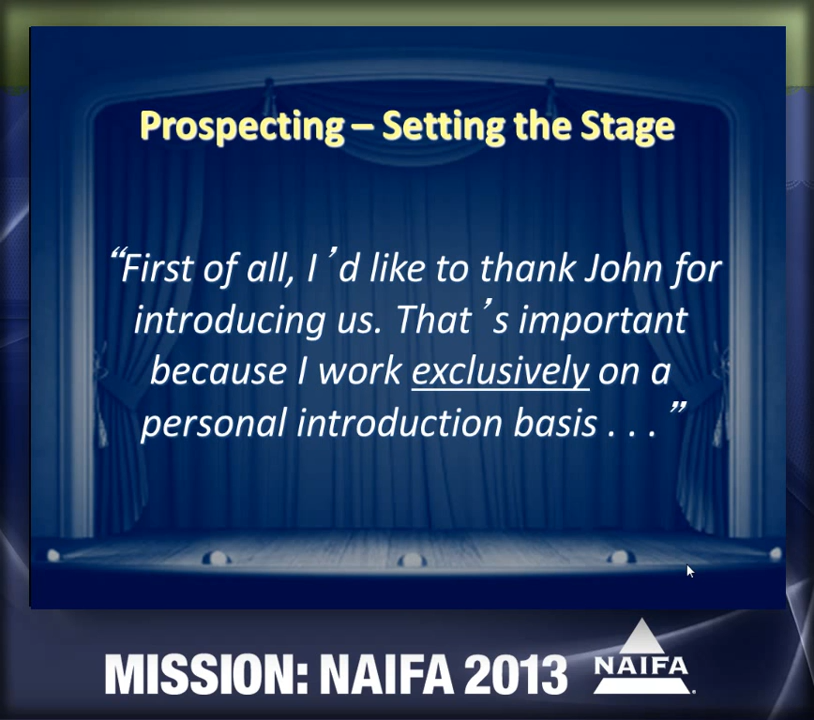 Prospecting – Setting the Stage
“First of all, I’d like to thank John for
introducing us. That’s important
because I work exclusively on a
personal introduction basis . . .”
MISSION: NAIFA 2013
NAIFA